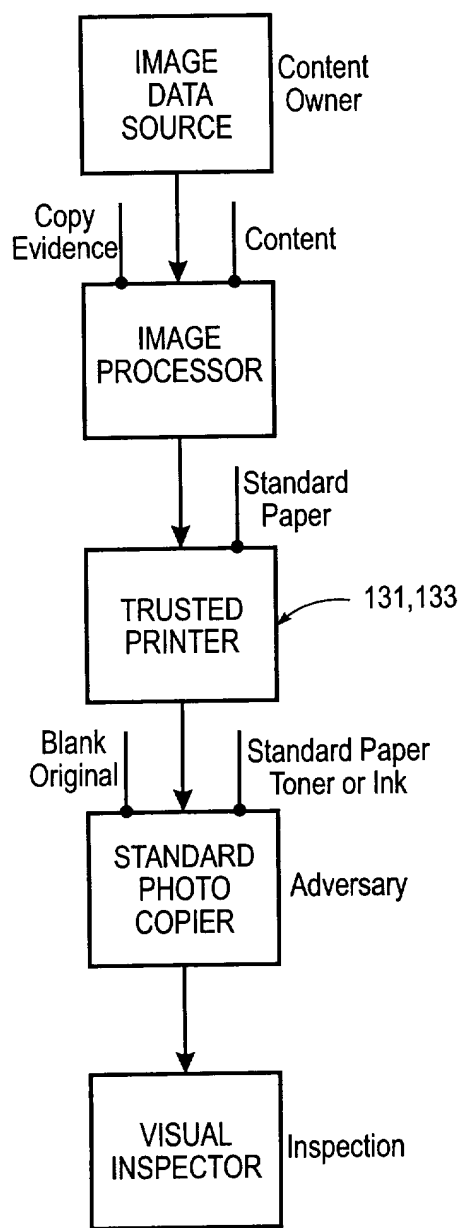 IMAGE
DATA
SOURCE
Content
Owner
Copy
Evidence
Content
IMAGE
PROCESSOR
Standard
Paper
TRUSTED
PRINTER
131,133
Blank
Original
Standard Paper
Toner or Ink
STANDARD
PHOTO
COPIER
Adversary
VISUAL
INSPECTOR
Inspection